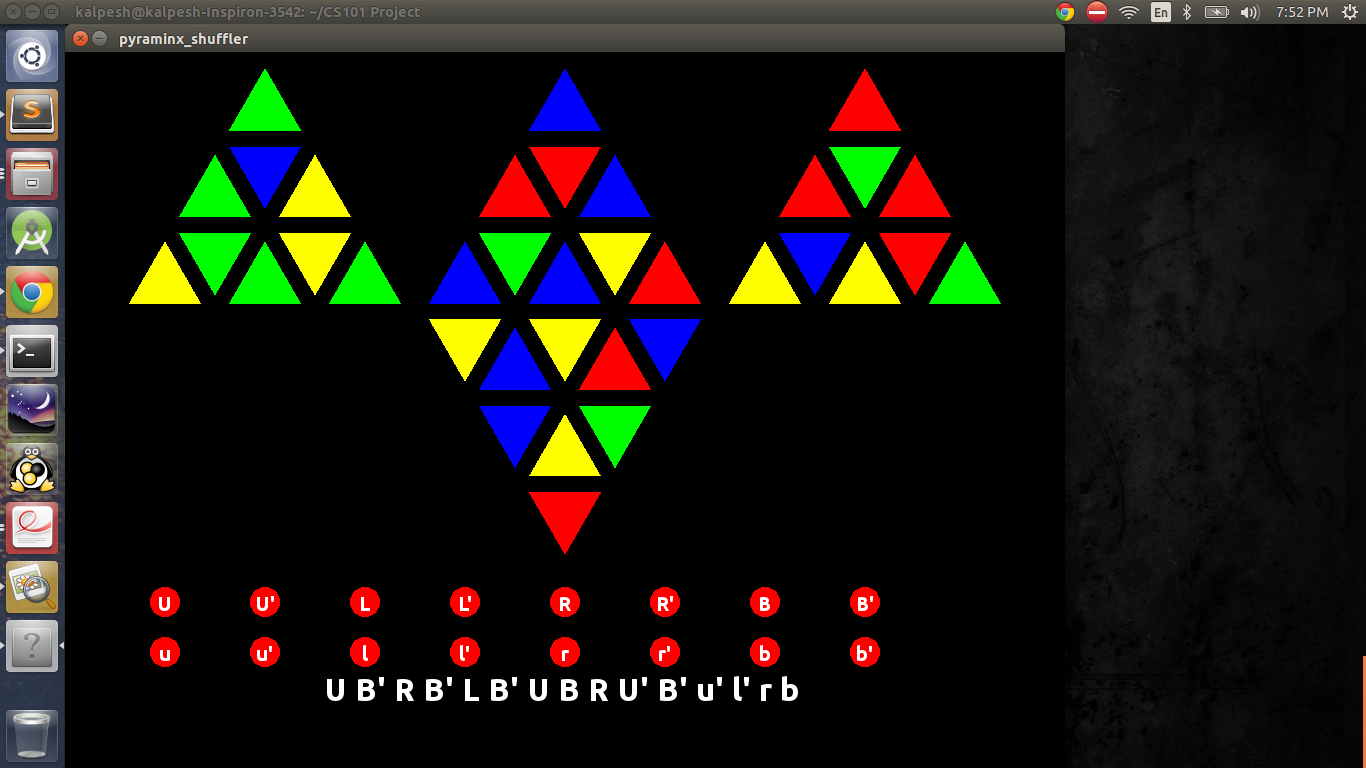 kalpesh@kalpesh-Inspiron-3542: ~/CS101 Project
En
7:52 PM
pyraminx_shuffler
U U' L L' R R' B B'
u u' l l' r r' b b'
U B' R B' L B' U B R U' B' u' l' r b